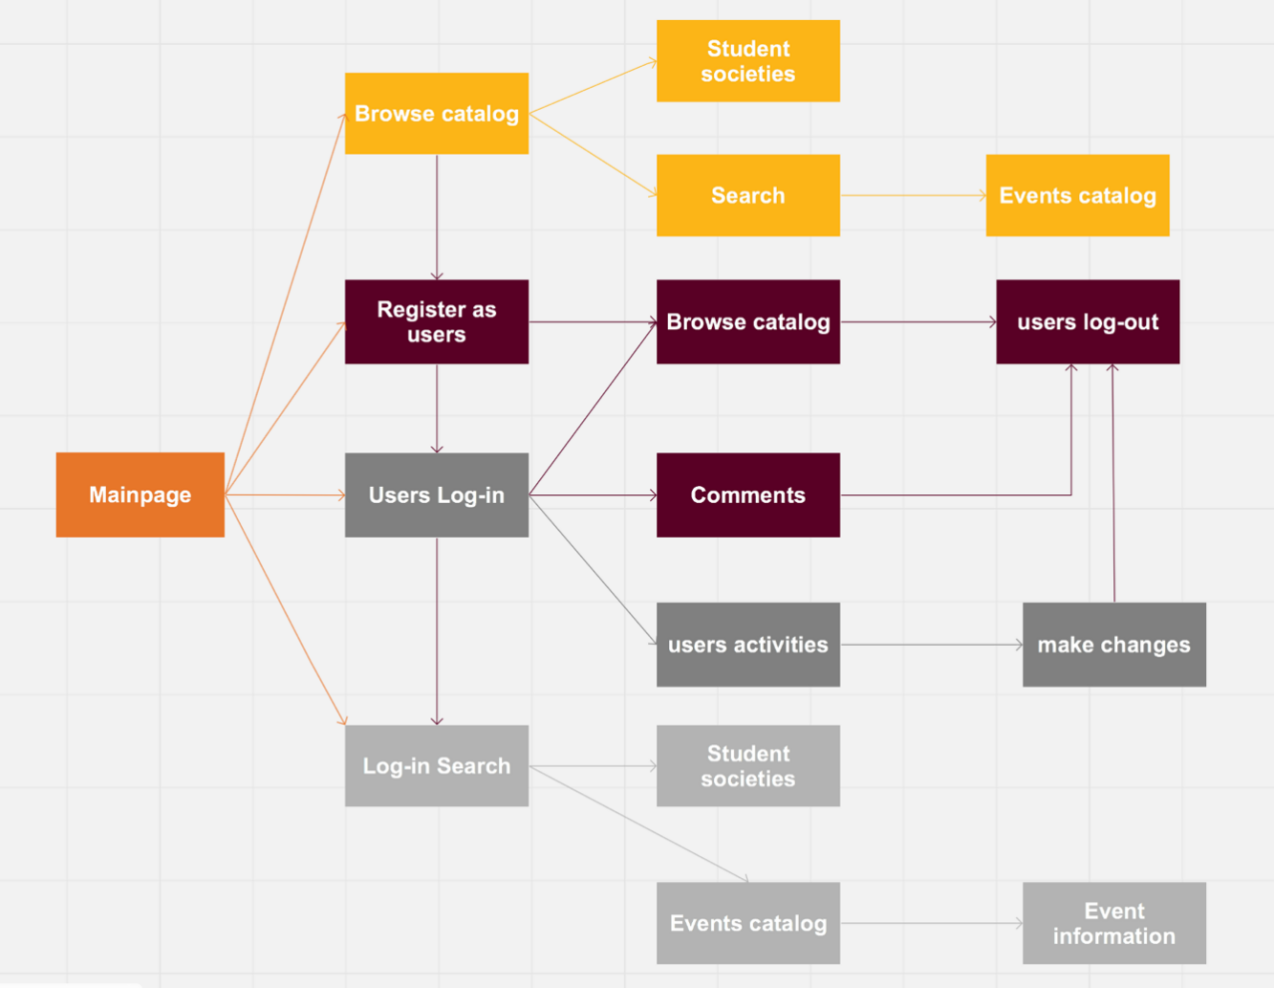 Student
societies
Browse catalog
Search
Events catalog
Register as
users
Browse catalog
users log-out
Mainpage
Users Log-in
Comments
users activities
make changes
Log-in Search
Student
societies
Events catalog
Event
information